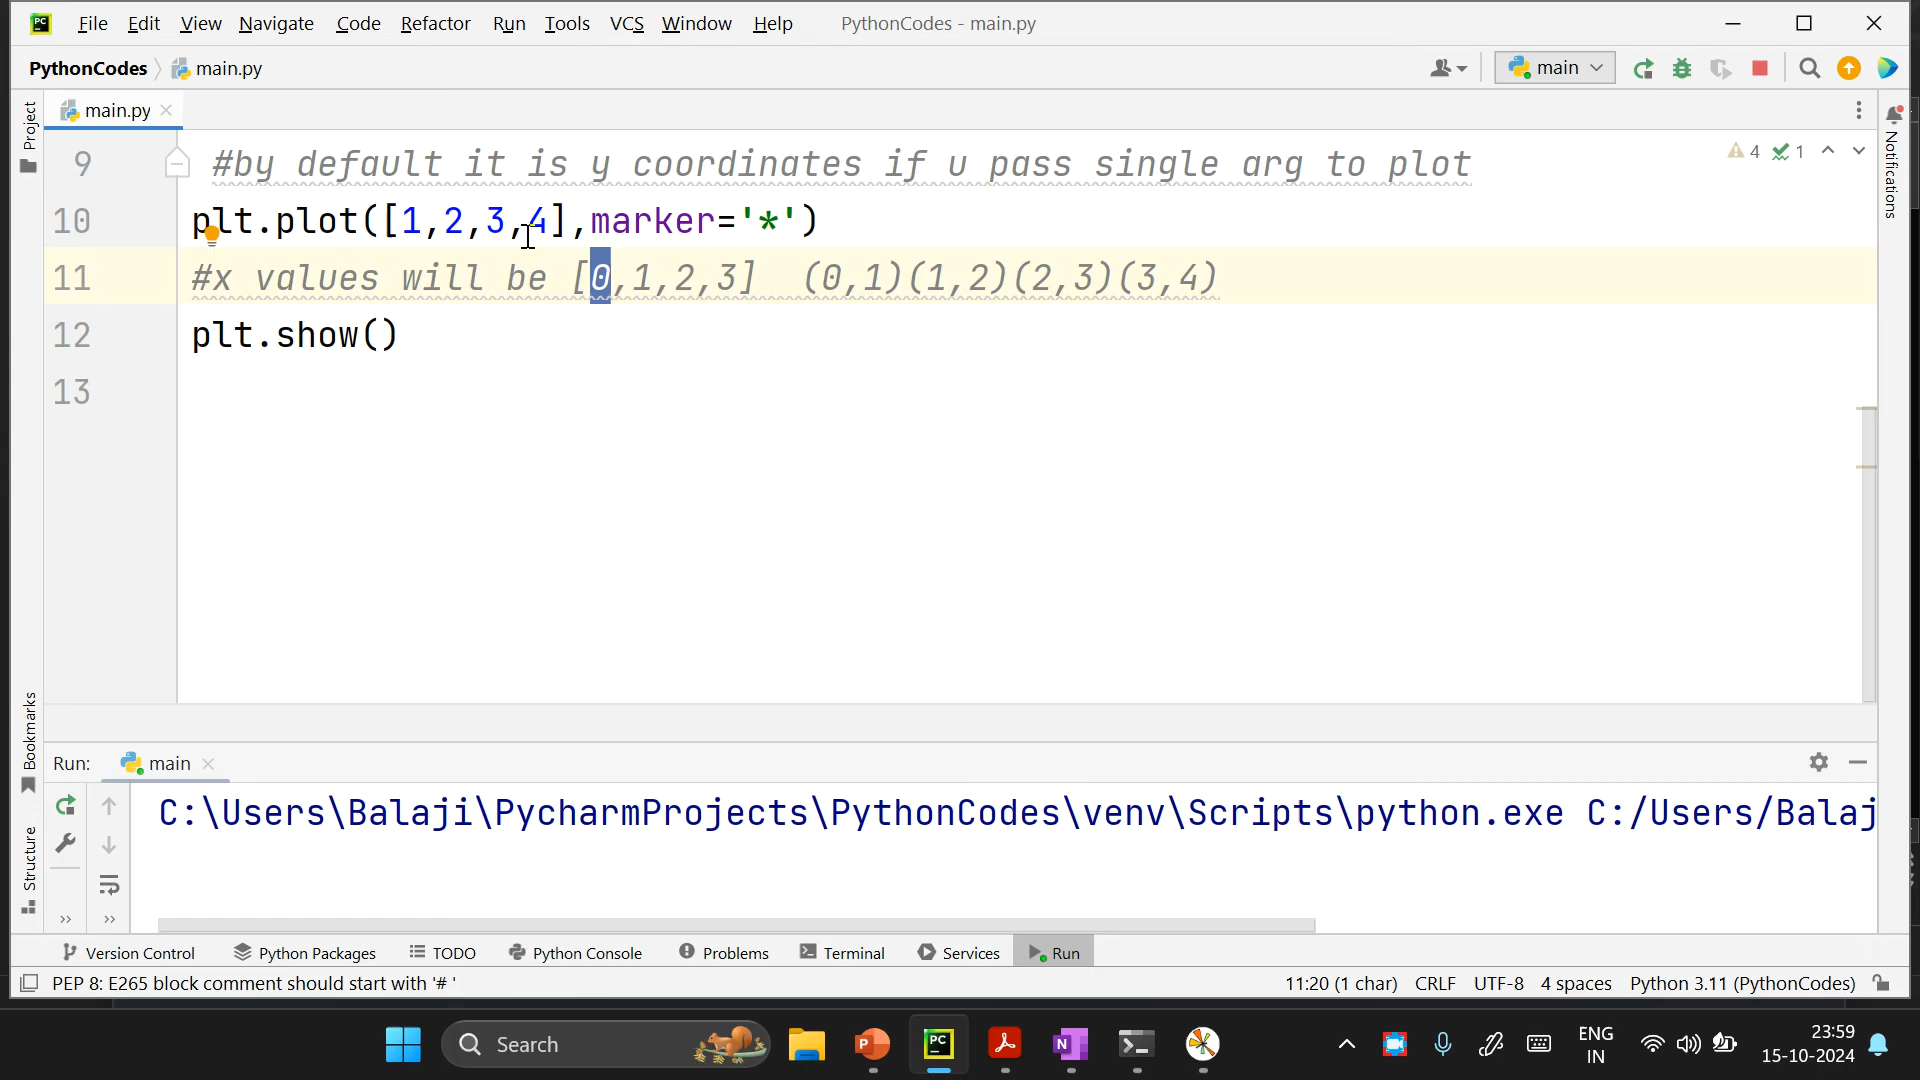 File Edit View Navigate Code Refactor Run Tools VCS Window Help PythonCodes - main.py
PythonCodes main.py main
main.py
Project
Notifications
4 1
9 #by default it is y coordinates if u pass single arg to plot
10 plt.plot([1,2,3,4],marker='*')
11 #x values will be [0,1,2,3] (0,1)(1,2)(2,3)(3,4)
12 plt.show()
13
Bookmarks
Structure
Run: main
C:\Users\Balaji\PycharmProjects\PythonCodes\venv\Scripts\python.exe C:/Users/Balaj
Version Control Python Packages TODO Python Console Problems Terminal Services Run
PEP 8: E265 block comment should start with '# ' 11:20 (1 char) CRLF UTF-8 4 spaces Python 3.11 (PythonCodes)
Search
ENG
IN
23:59
15-10-2024